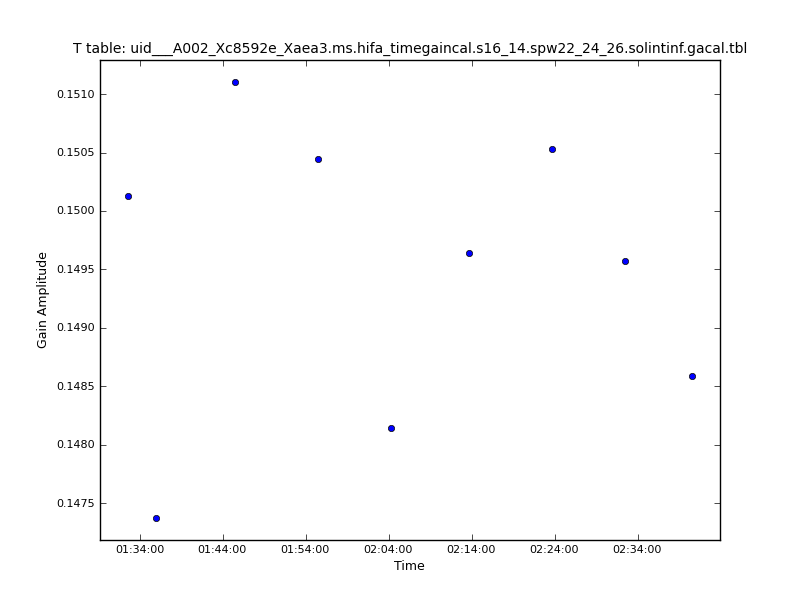 T table: uid___A002_Xc8592e_Xaea3.ms.hifa_timegaincal.s16_14.spw22_24_26.solintinf.gacal.tbl
0.1510
0.1505
0.1500
0.1495
0.1490
0.1485
0.1480
0.1475
Gain Amplitude
01:34:00 01:44:00 01:54:00 02:04:00 02:14:00 02:24:00 02:34:00
Time